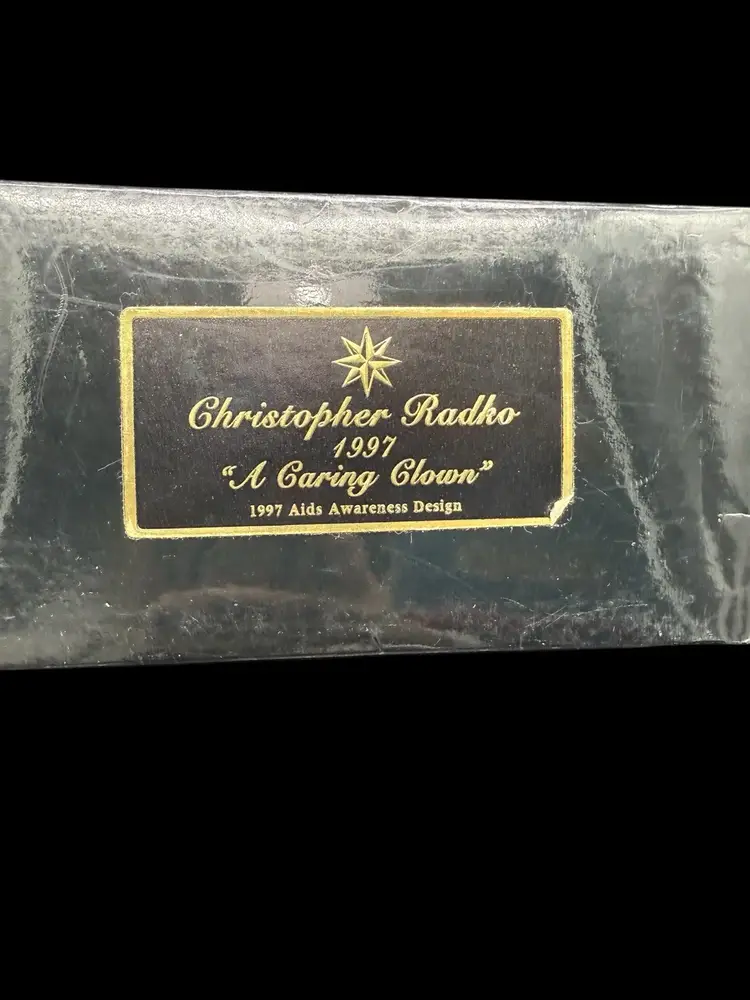 Christopher Radko
1997
“A Caring Clown”
1997 Aids Awareness Design